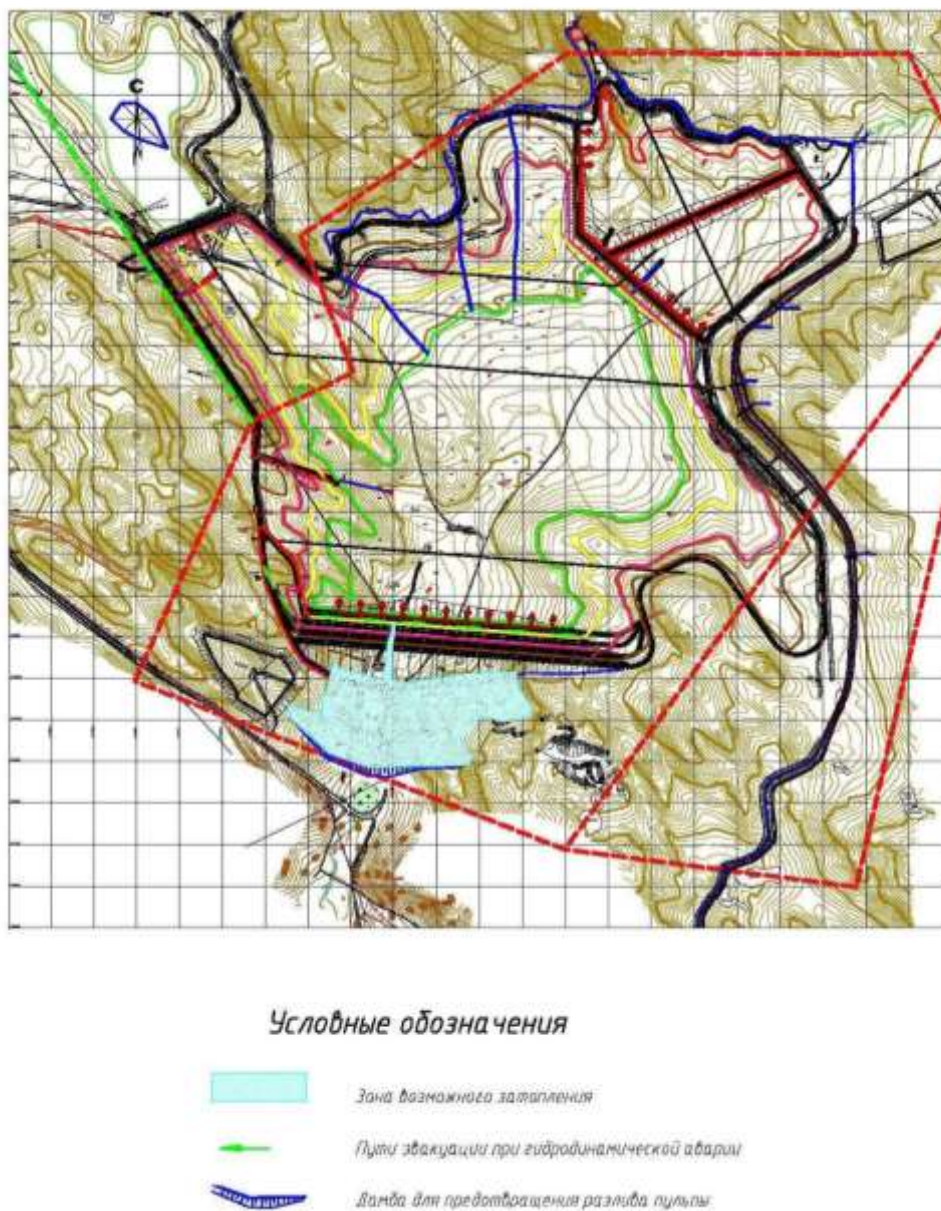 С
Условные обозначения
Зона возможного затопления
Пути эвакуации при гидродинамической аварии
Дамба для предотвращения разлива пульпы